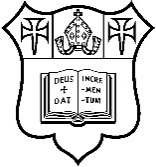 DEUS INCRE
DAT -MEN
-TUM